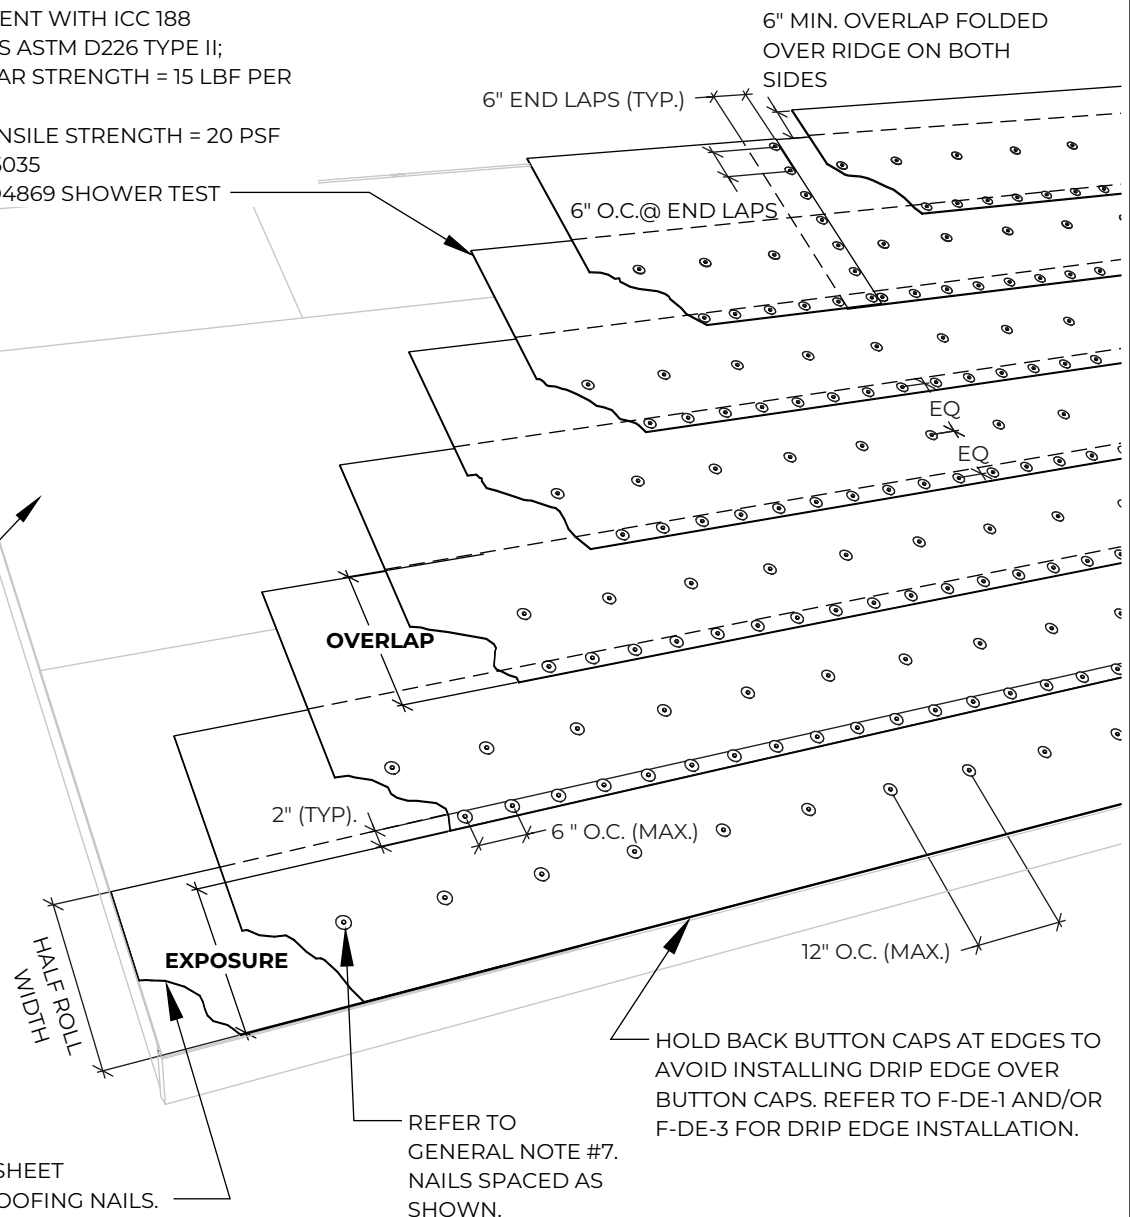 ENT WITH ICC 188
S ASTM D226 TYPE II;
AR STRENGTH = 15 LBF PER
NSILE STRENGTH = 20 PSF
5035
04869 SHOWER TEST
6" MIN. OVERLAP FOLDED
OVER RIDGE ON BOTH
SIDES
6" END LAPS (TYP.)
6" O.C.@ END LAPS
EQ
EQ
OVERLAP
2" (TYP).
6 " O.C. (MAX.)
EXPOSURE
HALF ROLL
WIDTH
12" O.C. (MAX.)
HOLD BACK BUTTON CAPS AT EDGES TO
AVOID INSTALLING DRIP EDGE OVER
BUTTON CAPS. REFER TO F-DE-1 AND/OR
F-DE-3 FOR DRIP EDGE INSTALLATION.
REFER TO
GENERAL NOTE #7.
NAILS SPACED AS
SHOWN.
SHEET
OOFING NAILS.